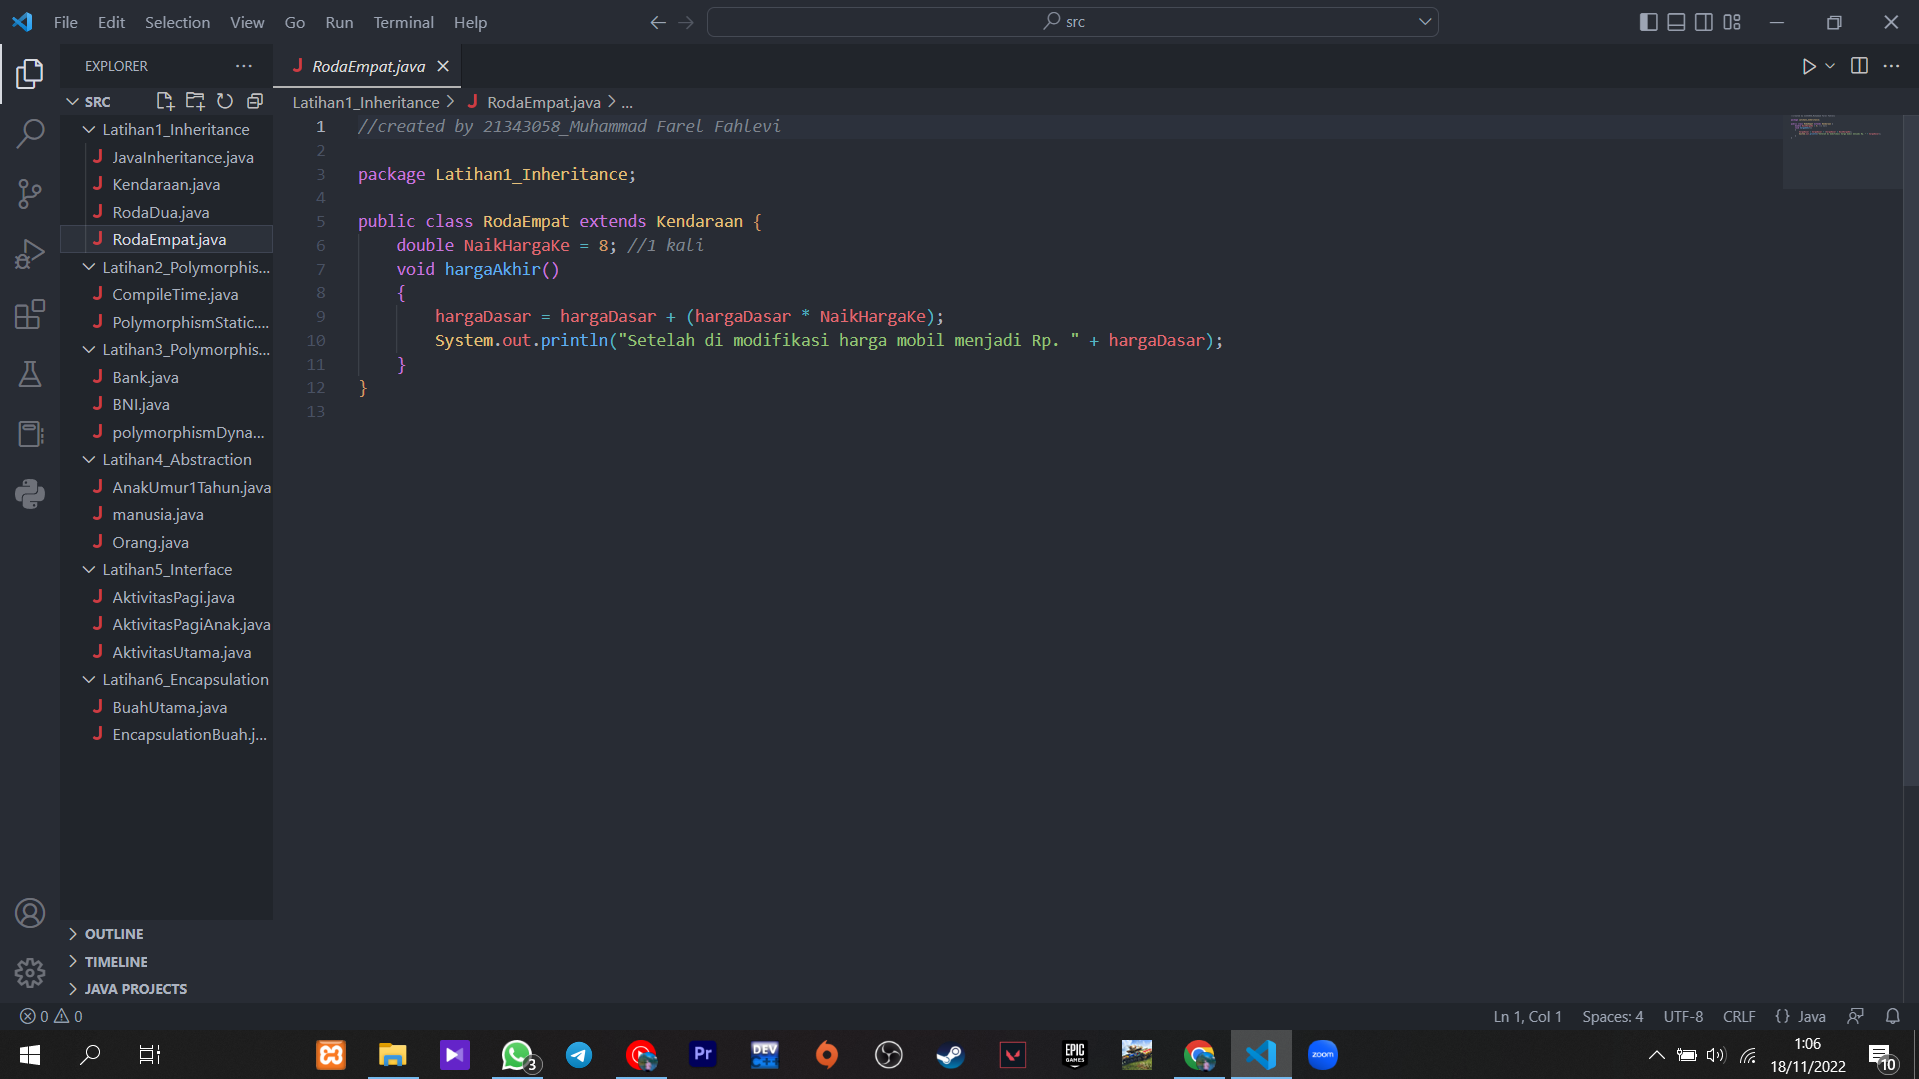 File Edit Selection View Go Run Terminal Help
src
EXPLORER
RodaEmpat.java
SRC
Latihan1_Inheritance
JavaInheritance.java
Kendaraan.java
RodaDua.java
RodaEmpat.java
Latihan2_Polymorphis...
CompileTime.java
PolymorphismStatic....
Latihan3_Polymorphis...
Bank.java
BNI.java
polymorphismDyna...
Latihan4_Abstraction
AnakUmur1Tahun.java
manusia.java
Orang.java
Latihan5_Interface
AktivitasPagi.java
AktivitasPagiAnak.java
AktivitasUtama.java
Latihan6_Encapsulation
BuahUtama.java
EncapsulationBuah.j...
OUTLINE
TIMELINE
JAVA PROJECTS
Latihan1_Inheritance > RodaEmpat.java > ...
1 //created by 21343058_Muhammad Farel Fahlevi
2
3 package Latihan1_Inheritance;
4
5 public class RodaEmpat extends Kendaraan {
6 double NaikHargaKe = 8; //1 kali
7 void hargaAkhir()
8 {
9 hargaDasar = hargaDasar + (hargaDasar * NaikHargaKe);
10 System.out.println("Setelah di modifikasi harga mobil menjadi Rp. " + hargaDasar);
11 }
12 }
13
0 0
Ln 1, Col 1 Spaces: 4 UTF-8 CRLF {} Java
3
Pr
DEV C++
EPIC GAMES
zoom
1:06
18/11/2022
10